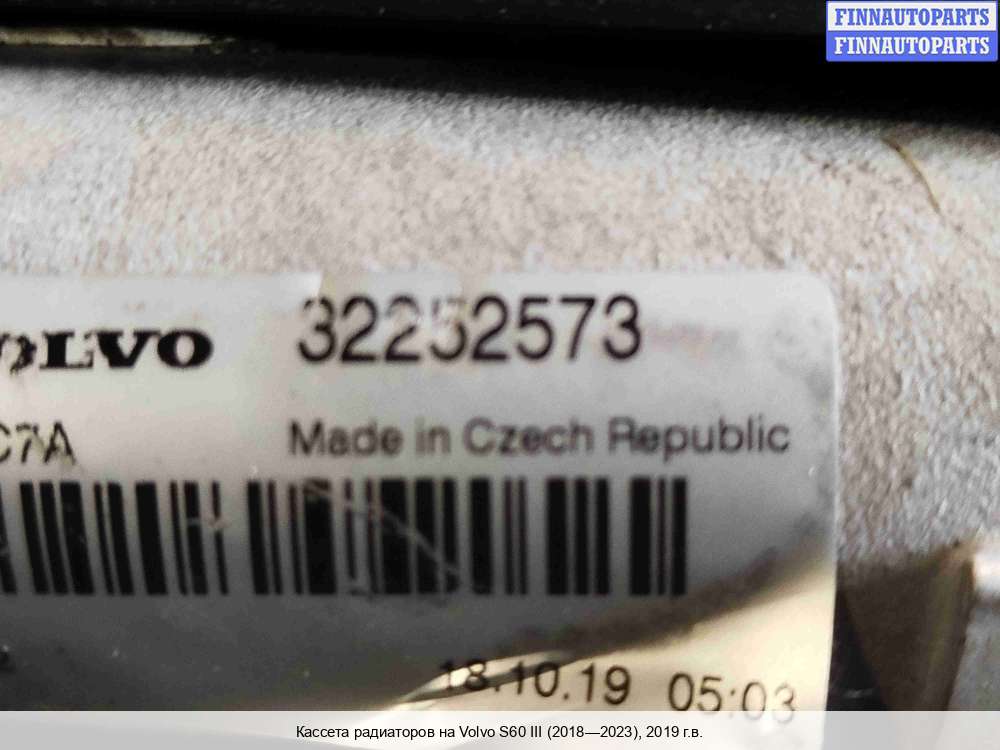 FINNAUTOPARTS
FINNAUTOPARTS
VOLVO 32252573
C7A Made in Czech Republic
18.10.19 05:03
Кассета радиаторов на Volvo S60 III (2018—2023), 2019 г.в.